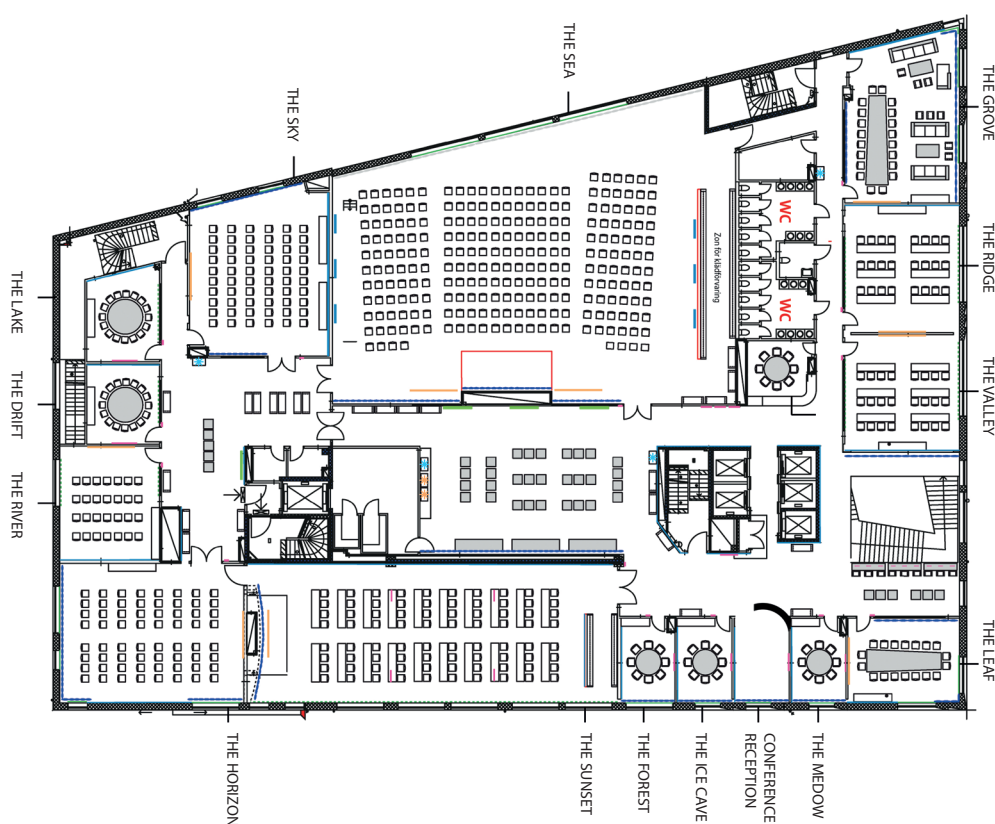 THE SEA
THE SKY
THE GROVE
THE RIDGE
THE VALLEY
THE LEAF
WC
WC
Zon för klädförvaring
THE LAKE
THE DRIFT
THE RIVER
THE HORIZON
THE SUNSET
THE FOREST
THE ICE CAVE
CONFERENCE
RECEPTION
THE MEDOW